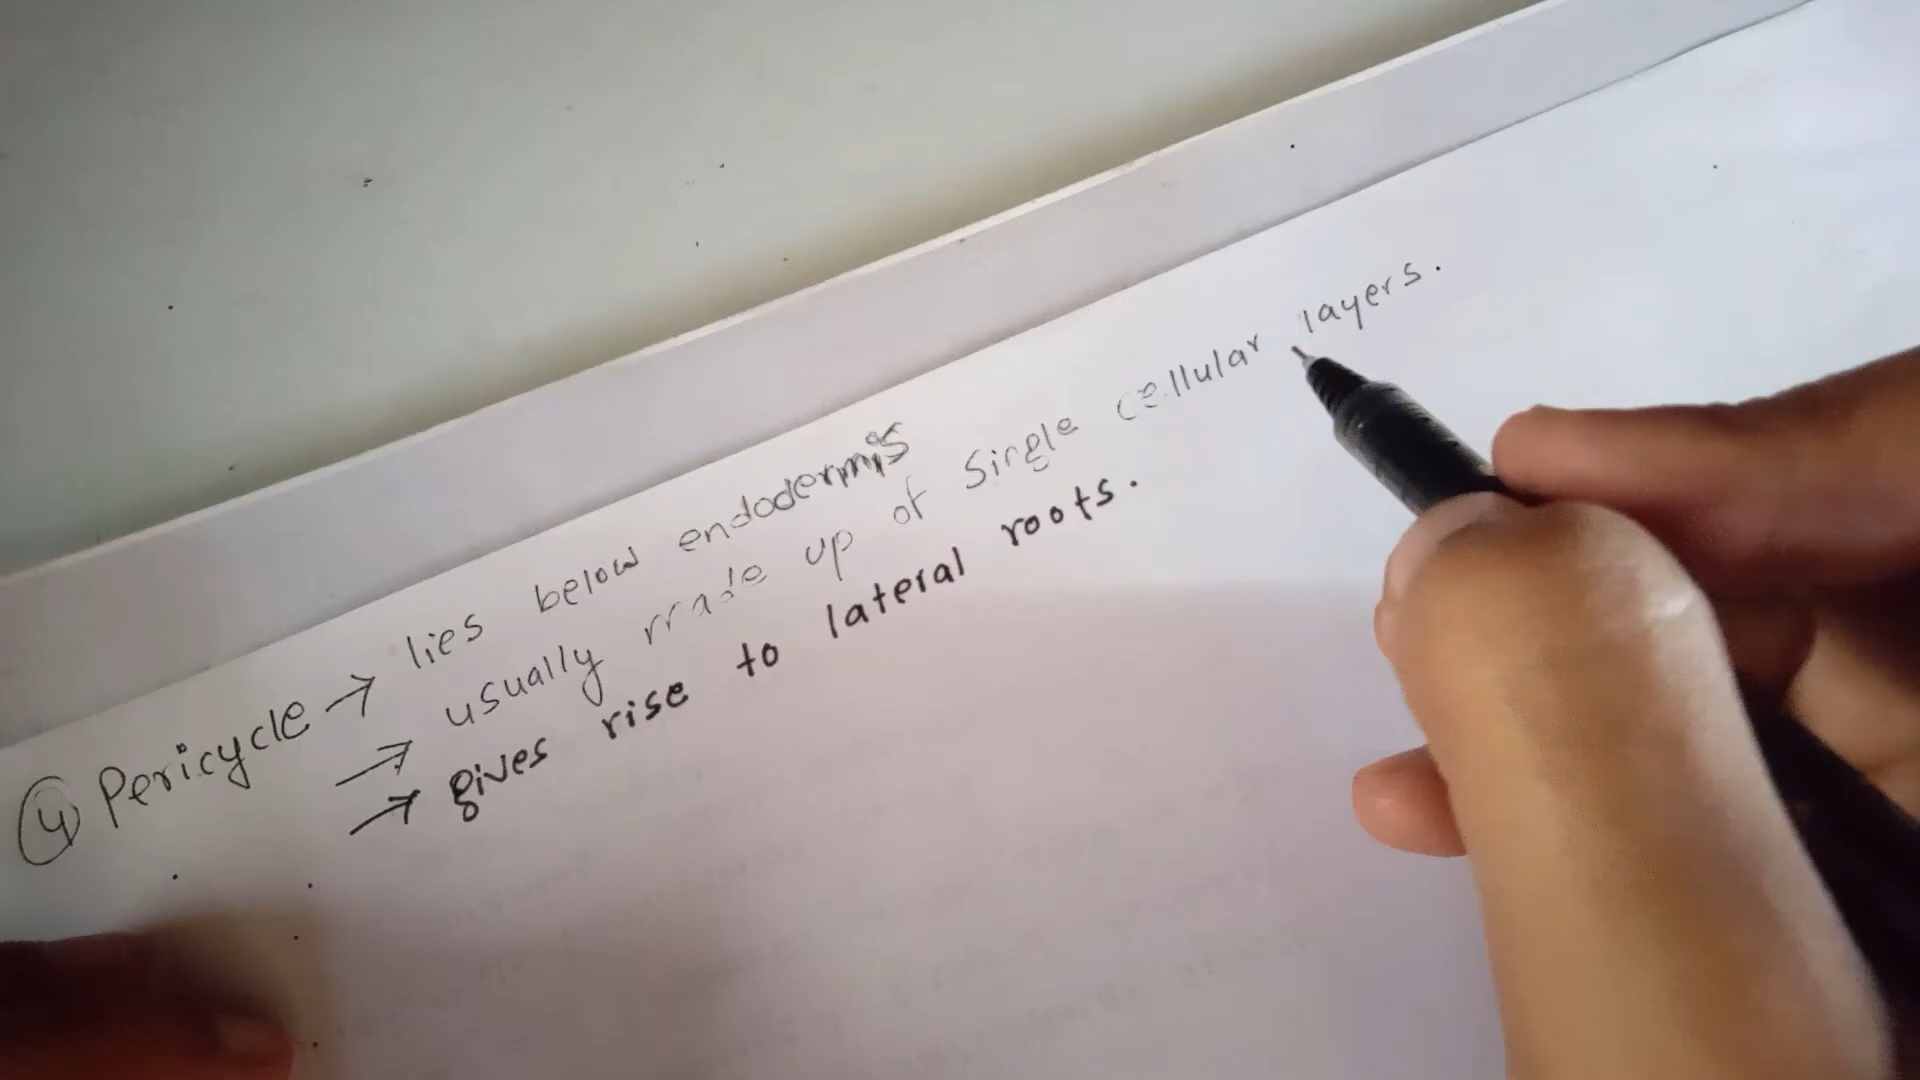 ④ Pericycle → lies below endodermis
→ usually made up of single cellular layers.
→ gives rise to lateral roots.